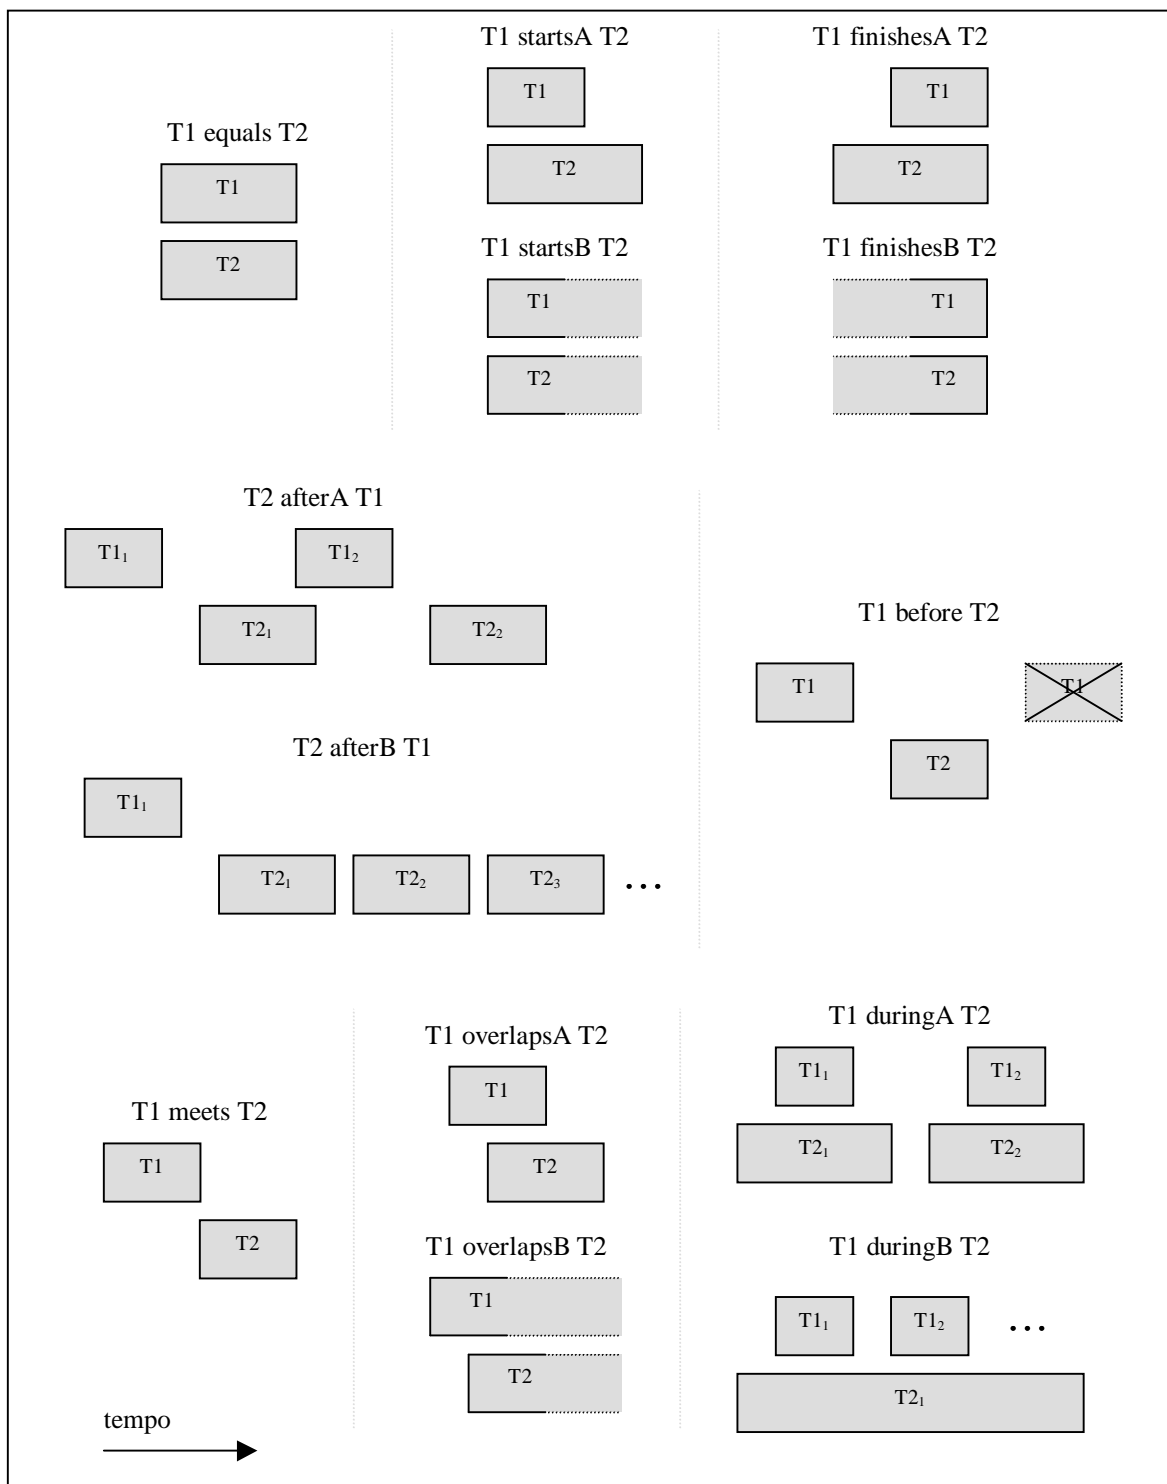 T1 equals T2
T1
T2
T1 startsA T2
T1
T2
T1 startsB T2
T1
T2
T1 finishesA T2
T1
T2
T1 finishesB T2
T1
T2
T2 afterA T1
T1₁ T1₂
T2₁ T2₂
T2 afterB T1
T1₁
T2₁ T2₂ T2₃ ...
T1 before T2
T1 T1
T2
T1 meets T2
T1
T2
T1 overlapsA T2
T1
T2
T1 overlapsB T2
T1
T2
T1 duringA T2
T1₁ T1₂
T2₁ T2₂
T1 duringB T2
T1₁ T1₂ ...
T2₁
tempo